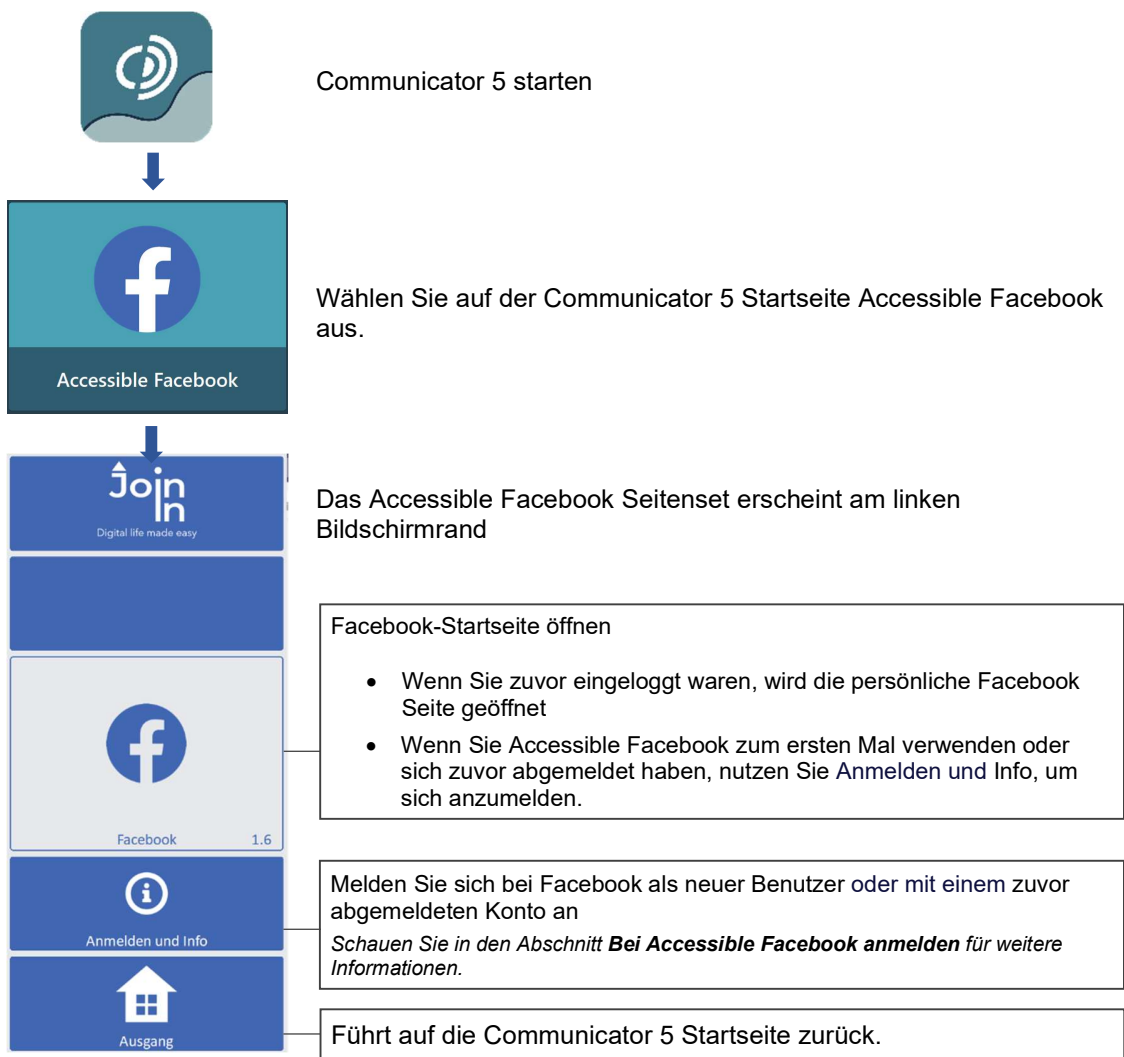 Communicator 5 starten
Accessible Facebook
Wählen Sie auf der Communicator 5 Startseite Accessible Facebook
aus.
Join
In
Digital life made easy
Das Accessible Facebook Seitenset erscheint am linken
Bildschirmrand
Facebook 1.6
Facebook-Startseite öffnen
• Wenn Sie zuvor eingeloggt waren, wird die persönliche Facebook
Seite geöffnet
• Wenn Sie Accessible Facebook zum ersten Mal verwenden oder
sich zuvor abgemeldet haben, nutzen Sie Anmelden und Info, um
sich anzumelden.
Anmelden und Info
Melden Sie sich bei Facebook als neuer Benutzer oder mit einem zuvor
abgemeldeten Konto an
Schauen Sie in den Abschnitt Bei Accessible Facebook anmelden für weitere
Informationen.
Ausgang
Führt auf die Communicator 5 Startseite zurück.